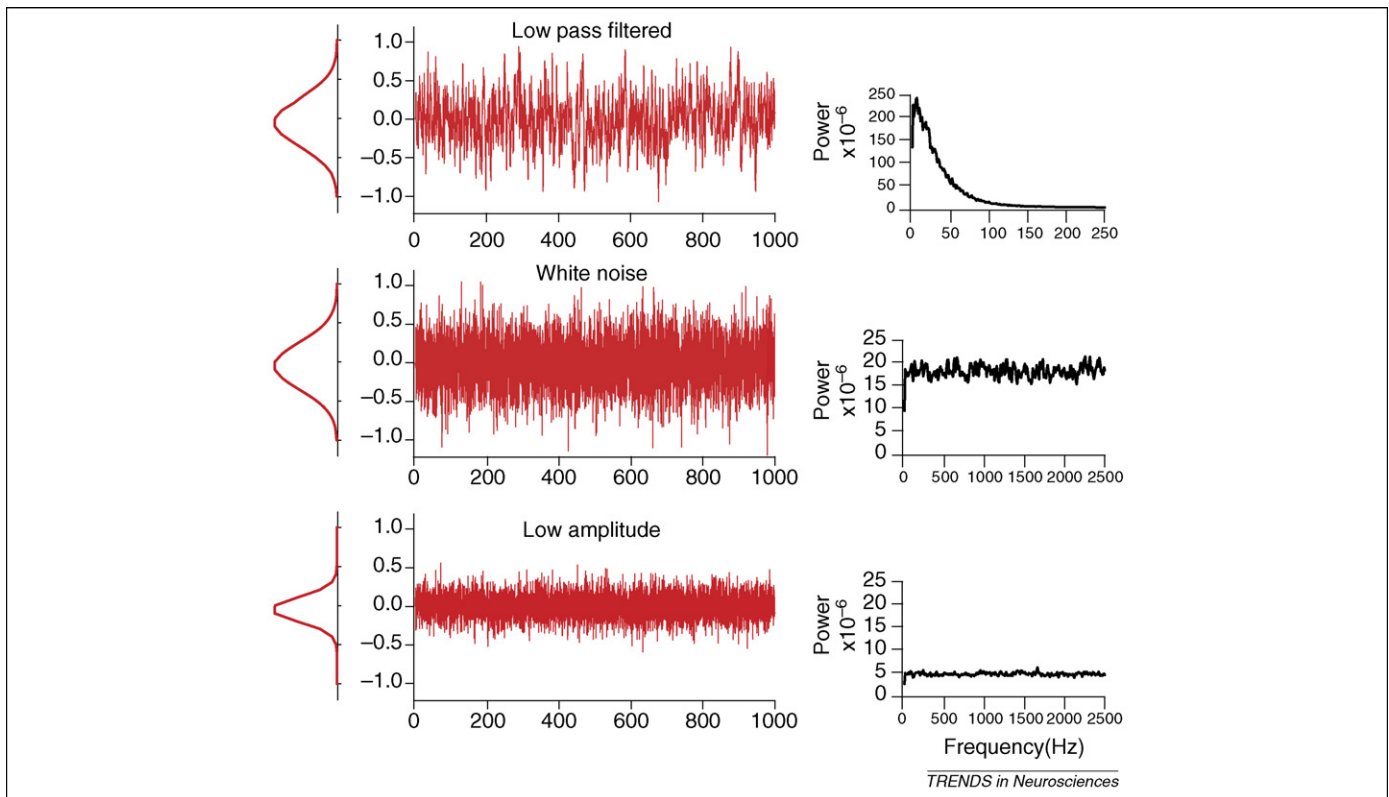 Low pass filtered
1.0
0.5
0.0
−0.5
−1.0
0 200 400 600 800 1000
Power
x10−6
250
200
150
100
50
0
0 50 100 150 200 250
White noise
1.0
0.5
0.0
−0.5
−1.0
0 200 400 600 800 1000
Power
x10−6
25
20
15
10
5
0
0 500 1000 1500 2000 2500
Low amplitude
1.0
0.5
0.0
−0.5
−1.0
0 200 400 600 800 1000
Power
x10−6
25
20
15
10
5
0
0 500 1000 1500 2000 2500
Frequency(Hz)
TRENDS in Neurosciences